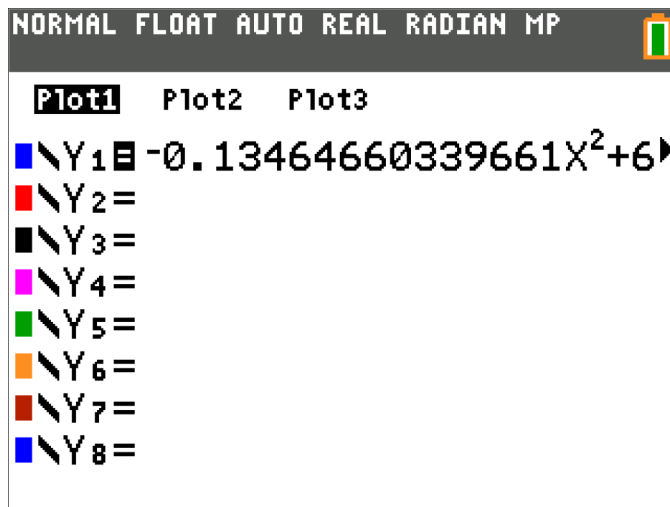 NORMAL FLOAT AUTO REAL RADIAN MP
Plot1 Plot2 Plot3
\Y1=-0.13464660339661X²+6
\Y2=
\Y3=
\Y4=
\Y5=
\Y6=
\Y7=
\Y8=